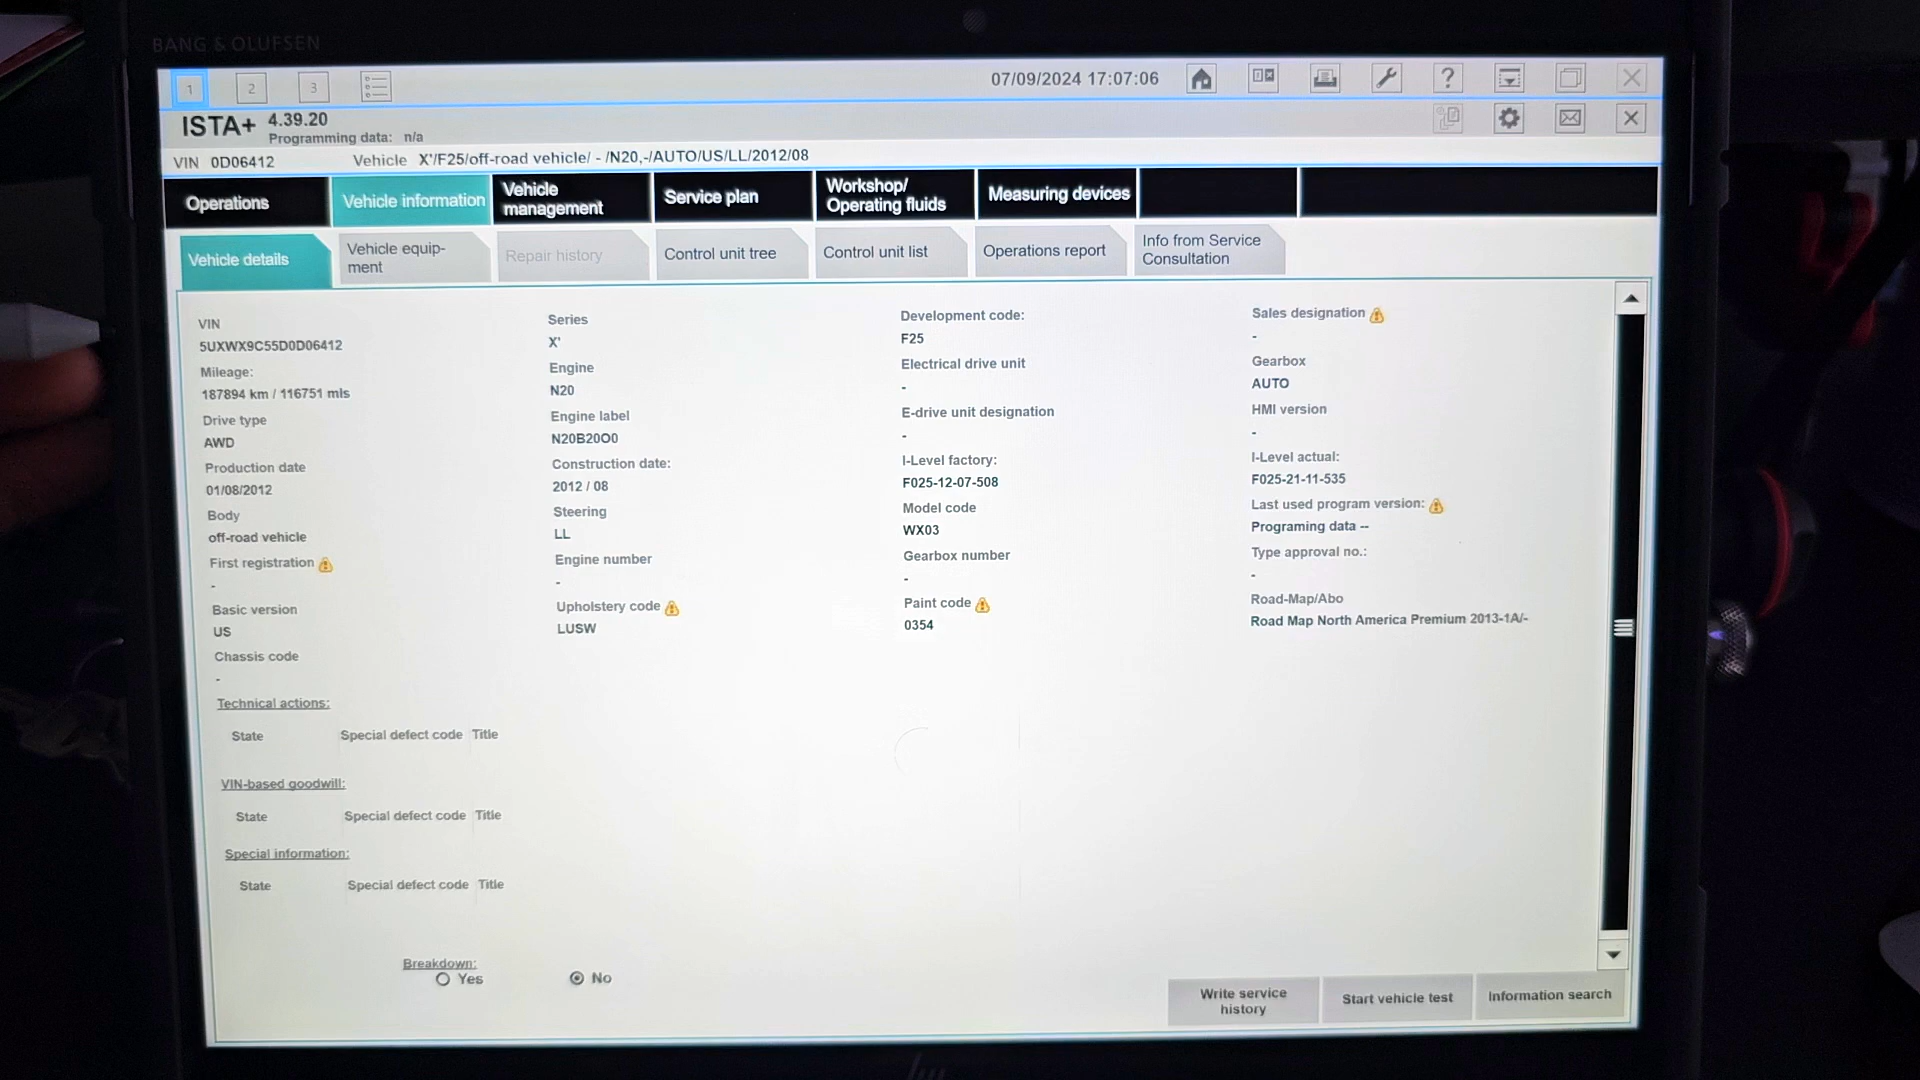 BANG & OLUFSEN
1 2 3 07/09/2024 17:07:06 ?
ISTA+ 4.39.20
Programming data: n/a
VIN 0D06412 Vehicle X'/F25/off-road vehicle/ - /N20,-/AUTO/US/LL/2012/08
Operations
Vehicle information
Vehicle
management
Service plan
Workshop/
Operating fluids
Measuring devices
Vehicle details
Vehicle equip-
ment
Repair history
Control unit tree
Control unit list
Operations report
Info from Service
Consultation
VIN
5UXWX9C55D0D06412
Mileage:
187894 km / 116751 mls
Drive type
AWD
Production date
01/08/2012
Body
off-road vehicle
First registration
-
Basic version
US
Chassis code
-
Series
X'
Engine
N20
Engine label
N20B20O0
Construction date:
2012 / 08
Steering
LL
Engine number
-
Upholstery code
LUSW
Development code:
F25
Electrical drive unit
-
E-drive unit designation
-
I-Level factory:
F025-12-07-508
Model code
WX03
Gearbox number
-
Paint code
0354
Sales designation
-
Gearbox
AUTO
HMI version
-
I-Level actual:
F025-21-11-535
Last used program version:
Programing data --
Type approval no.:
-
Road-Map/Abo
Road Map North America Premium 2013-1A/-
Technical actions:
State Special defect code Title
VIN-based goodwill:
State Special defect code Title
Special information:
State Special defect code Title
Breakdown:
Yes No
Write service
history
Start vehicle test
Information search
hp